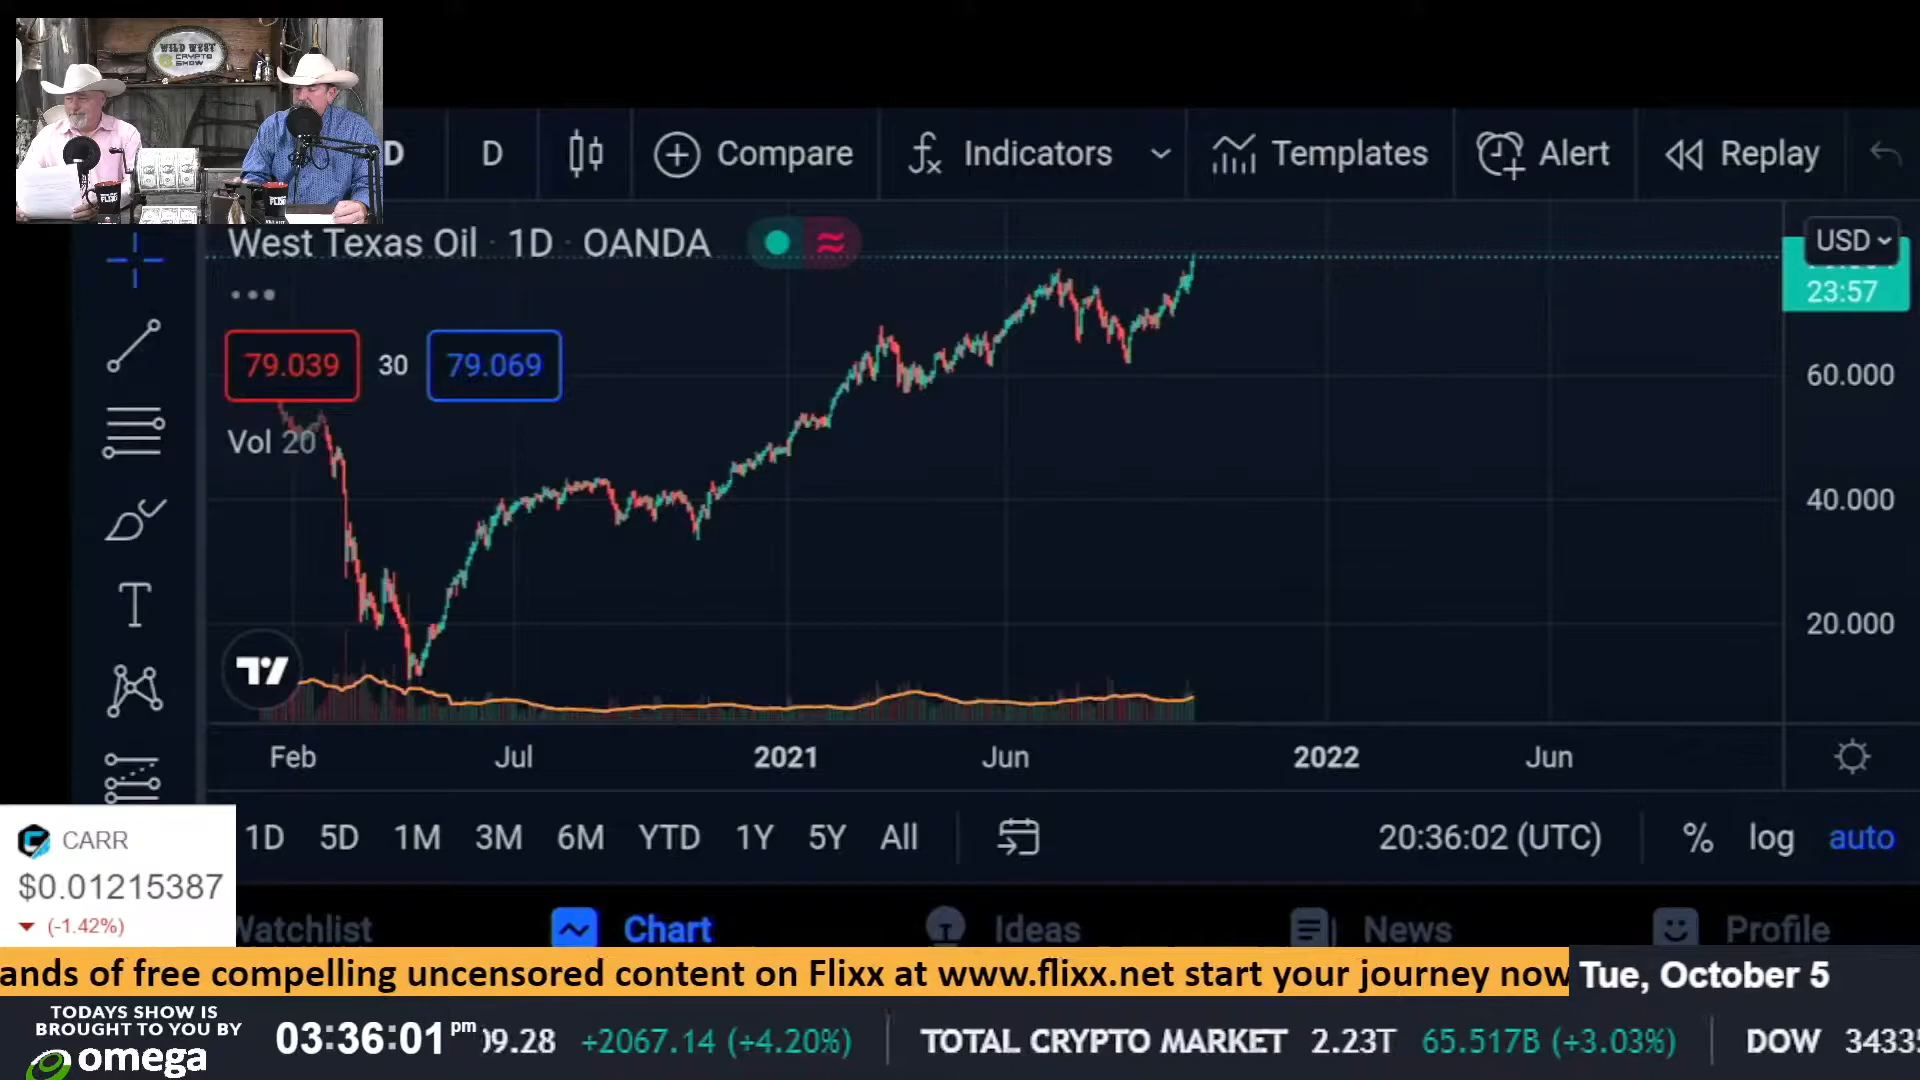 WILD WEST
CRYPTO
SHOW
D
D
Compare
Indicators
Templates
Alert
Replay
West Texas Oil · 1D · OANDA
USD
23:57
79.039
30
79.069
Vol 20
60.000
40.000
20.000
Feb
Jul
2021
Jun
2022
Jun
1D
5D
1M
3M
6M
YTD
1Y
5Y
All
20:36:02 (UTC)
%
log
auto
CARR
$0.01215387
(-1.42%)
Watchlist
Chart
Ideas
News
Profile
ands of free compelling uncensored content on Flixx at www.flixx.net start your journey now
Tue, October 5
TODAYS SHOW IS
BROUGHT TO YOU BY
omega
03:36:01 pm
09.28 +2067.14 (+4.20%)
TOTAL CRYPTO MARKET 2.23T 65.517B (+3.03%)
DOW 34335